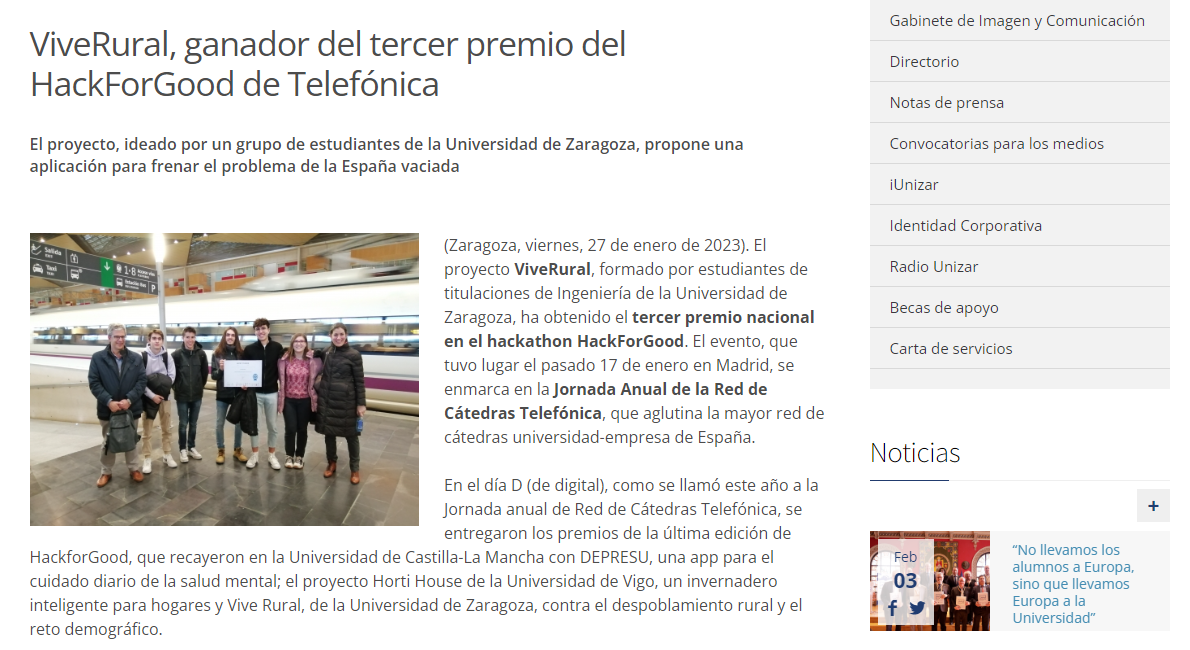 ViveRural, ganador del tercer premio del
HackForGood de Telefónica
El proyecto, ideado por un grupo de estudiantes de la Universidad de Zaragoza, propone una
aplicación para frenar el problema de la España vaciada
Salida
Taxi
1-8
P
(Zaragoza, viernes, 27 de enero de 2023). El
proyecto ViveRural, formado por estudiantes de
titulaciones de Ingeniería de la Universidad de
Zaragoza, ha obtenido el tercer premio nacional
en el hackathon HackForGood. El evento, que
tuvo lugar el pasado 17 de enero en Madrid, se
enmarca en la Jornada Anual de la Red de
Cátedras Telefónica, que aglutina la mayor red de
cátedras universidad-empresa de España.
En el día D (de digital), como se llamó este año a la
Jornada anual de Red de Cátedras Telefónica, se
entregaron los premios de la última edición de
HackforGood, que recayeron en la Universidad de Castilla-La Mancha con DEPRESU, una app para el
cuidado diario de la salud mental; el proyecto Horti House de la Universidad de Vigo, un invernadero
inteligente para hogares y Vive Rural, de la Universidad de Zaragoza, contra el despoblamiento rural y el
reto demográfico.
Gabinete de Imagen y Comunicación
Directorio
Notas de prensa
Convocatorias para los medios
iUnizar
Identidad Corporativa
Radio Unizar
Becas de apoyo
Carta de servicios
Noticias
+
Feb
03
“No llevamos los
alumnos a Europa,
sino que llevamos
Europa a la
Universidad”